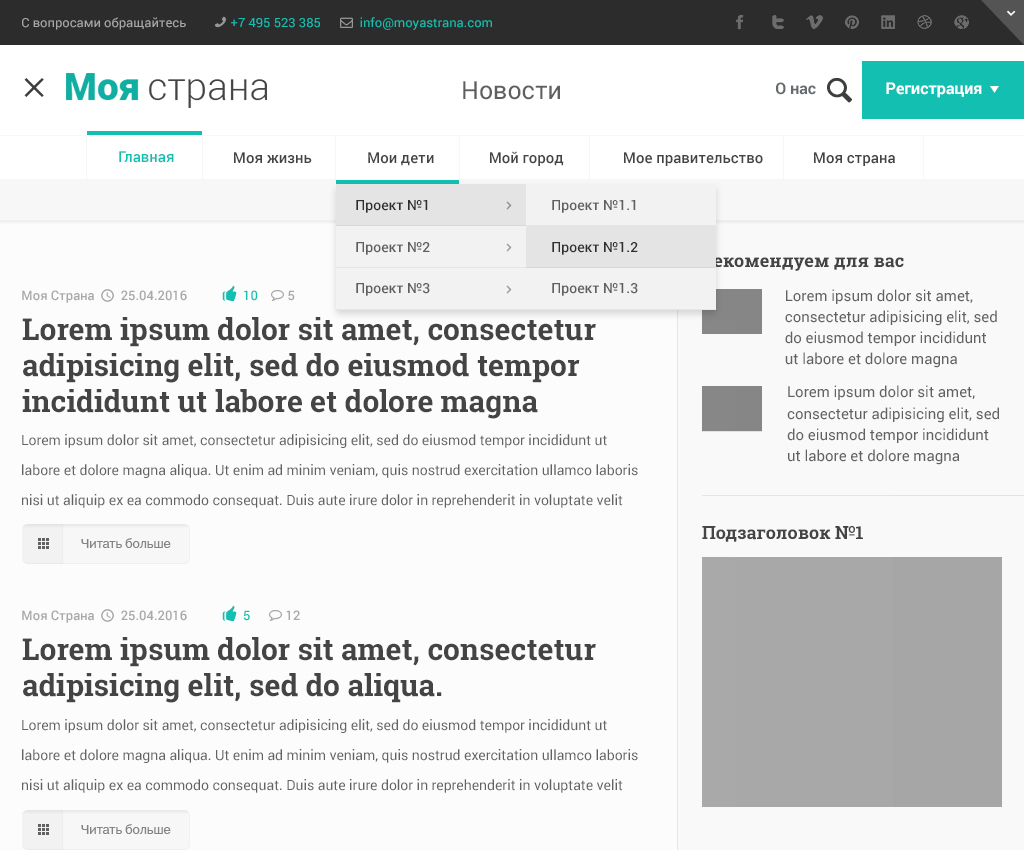 С вопросами обращайтесь +7 495 523 385 info@moyastrana.com
Моя страна
Новости
О нас
Регистрация
Главная Моя жизнь Мои дети Мой город Мое правительство Моя страна
Проект №1 Проект №1.1
Проект №2 Проект №1.2
Проект №3 Проект №1.3
Моя Страна 25.04.2016 10 5
Lorem ipsum dolor sit amet, consectetur
adipisicing elit, sed do eiusmod tempor
incididunt ut labore et dolore magna
Lorem ipsum dolor sit amet, consectetur adipisicing elit, sed do eiusmod tempor incididunt ut
labore et dolore magna aliqua. Ut enim ad minim veniam, quis nostrud exercitation ullamco laboris
nisi ut aliquip ex ea commodo consequat. Duis aute irure dolor in reprehenderit in voluptate velit
Читать больше
Моя Страна 25.04.2016 5 12
Lorem ipsum dolor sit amet, consectetur
adipisicing elit, sed do aliqua.
Lorem ipsum dolor sit amet, consectetur adipisicing elit, sed do eiusmod tempor incididunt ut
labore et dolore magna aliqua. Ut enim ad minim veniam, quis nostrud exercitation ullamco laboris
nisi ut aliquip ex ea commodo consequat. Duis aute irure dolor in reprehenderit in voluptate velit
Читать больше
екомендуем для вас
Lorem ipsum dolor sit amet,
consectetur adipisicing elit, sed
do eiusmod tempor incididunt
ut labore et dolore magna
Lorem ipsum dolor sit amet,
consectetur adipisicing elit, sed
do eiusmod tempor incididunt
ut labore et dolore magna
Подзаголовок №1